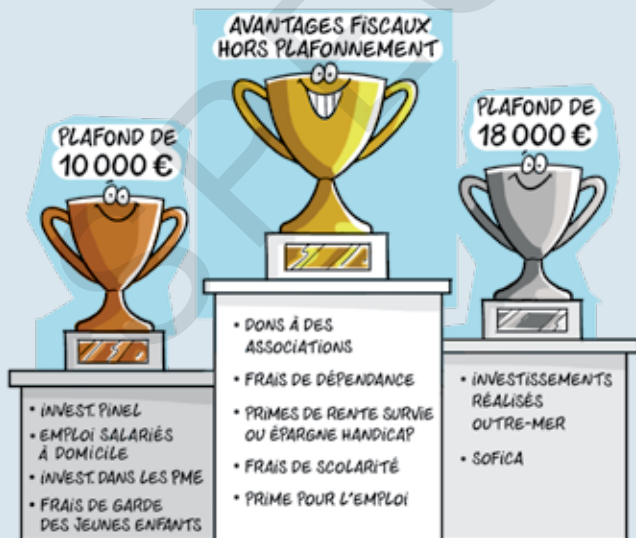 AVANTAGES FISCAUX
HORS PLAFONNEMENT
PLAFOND DE
10 000 €
PLAFOND DE
18 000 €
• DONS À DES
ASSOCIATIONS
• FRAIS DE DÉPENDANCE
• PRIMES DE RENTE SURVIE
OU ÉPARGNE HANDICAP
• FRAIS DE SCOLARITÉ
• PRIME POUR L'EMPLOI
• INVEST. PINEL
• EMPLOI SALARIÉS
À DOMICILE
• INVEST. DANS LES PME
• FRAIS DE GARDE
DES JEUNES ENFANTS
• INVESTISSEMENTS
RÉALISÉS
OUTRE-MER
• SOFICA